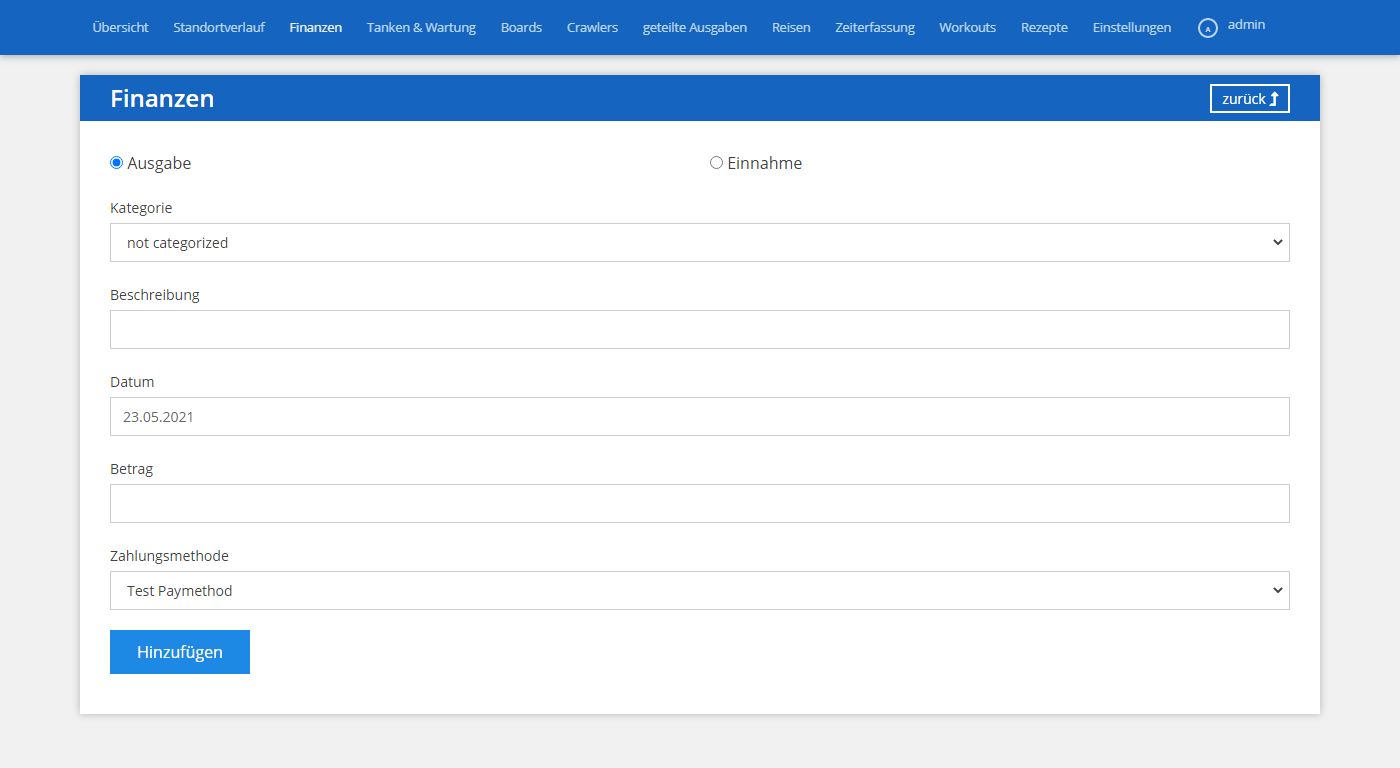 Übersicht Standortverlauf Finanzen Tanken & Wartung Boards Crawlers geteilte Ausgaben Reisen Zeiterfassung Workouts Rezepte Einstellungen A admin
Finanzen zurück
Ausgabe Einnahme
Kategorie
not categorized
Beschreibung
Datum
23.05.2021
Betrag
Zahlungsmethode
Test Paymethod
Hinzufügen